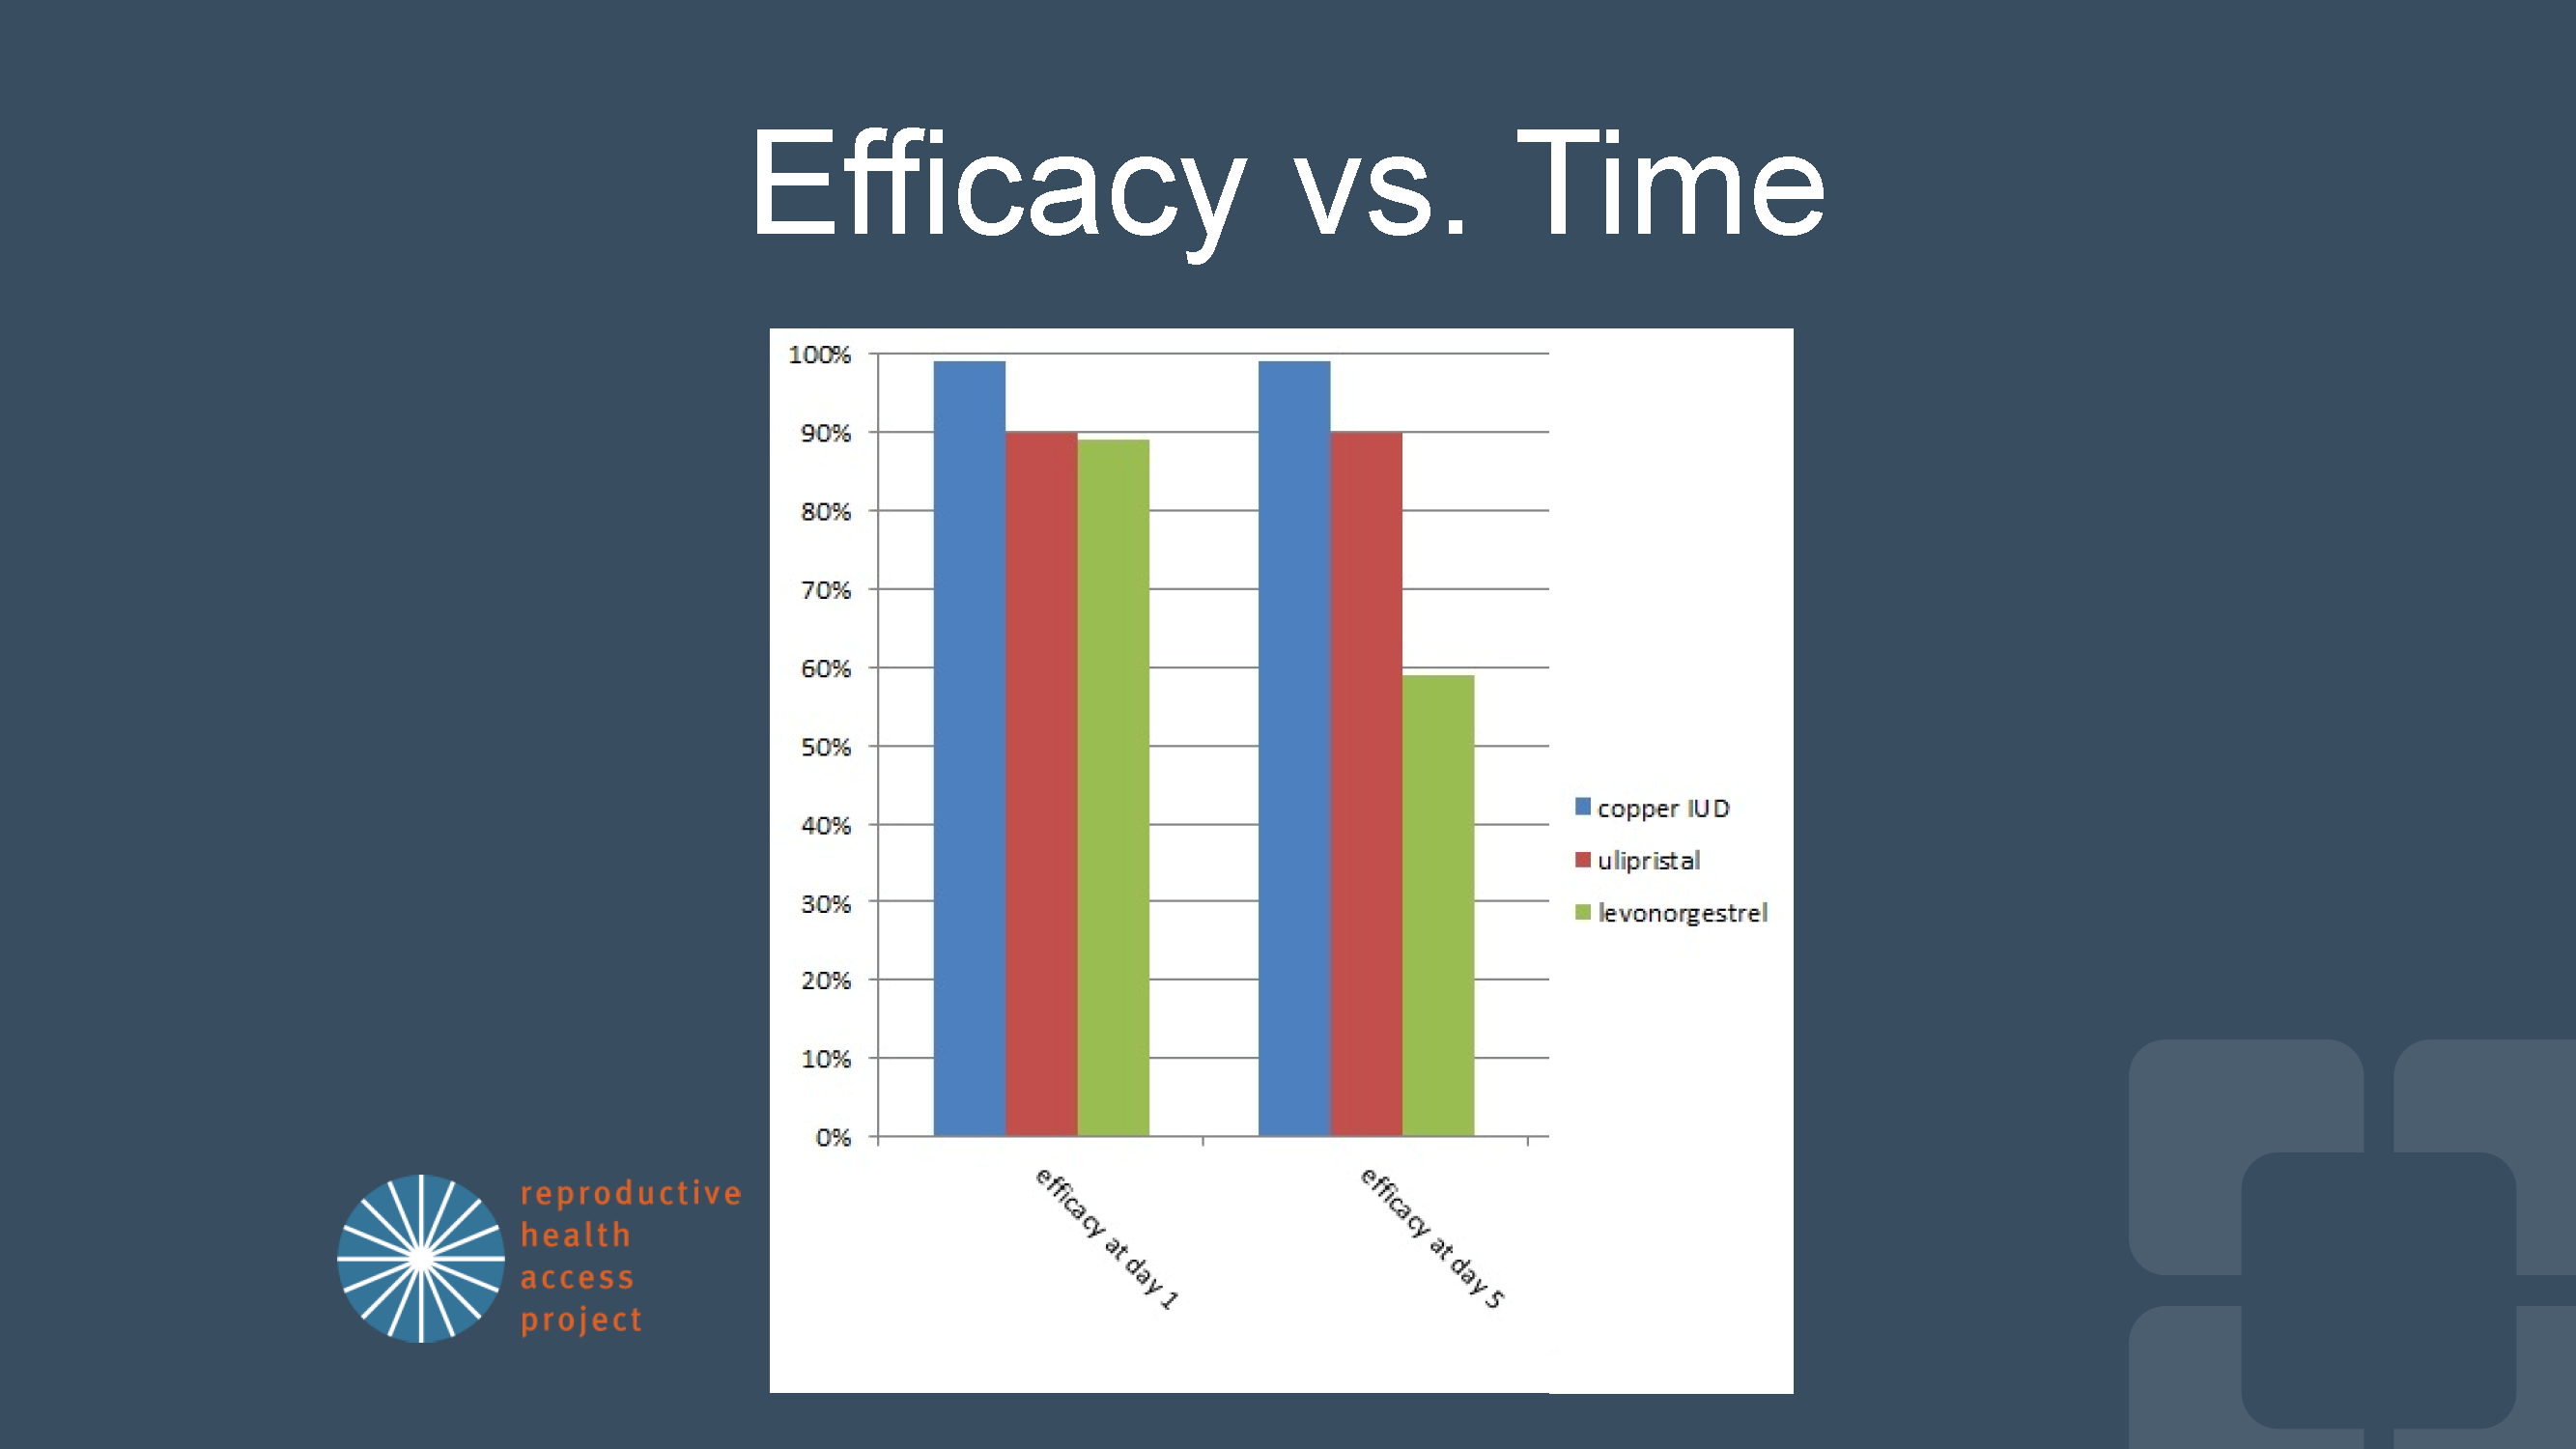 Efficacy vs. Time
100%
90%
80%
70%
60%
50%
40%
30%
20%
10%
0%
efficacy at day 1
efficacy at day 5
copper IUD
ulipristal
levonorgestrel
reproductive
health
access
project